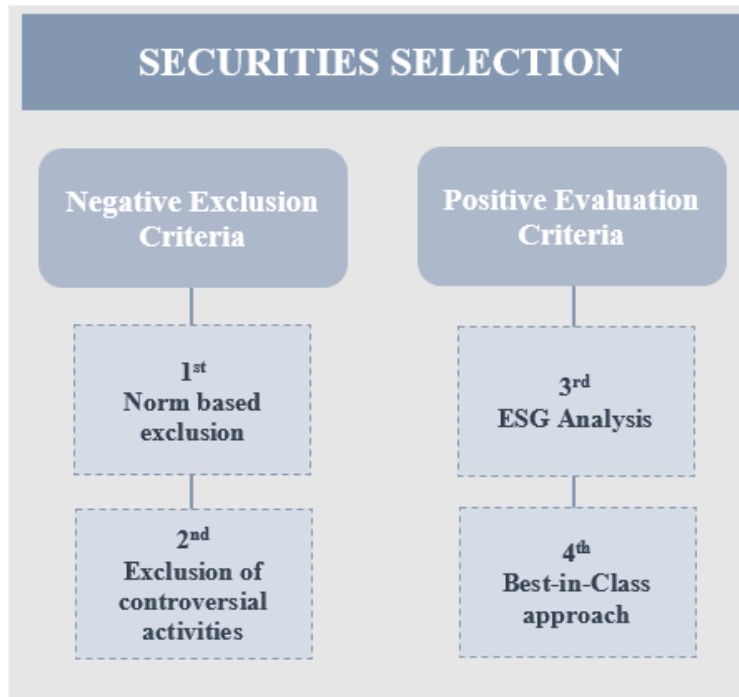 SECURITIES SELECTION
Negative Exclusion
Criteria
1st
Norm based
exclusion
2nd
Exclusion of
controversial
activities
Positive Evaluation
Criteria
3rd
ESG Analysis
4th
Best-in-Class
approach